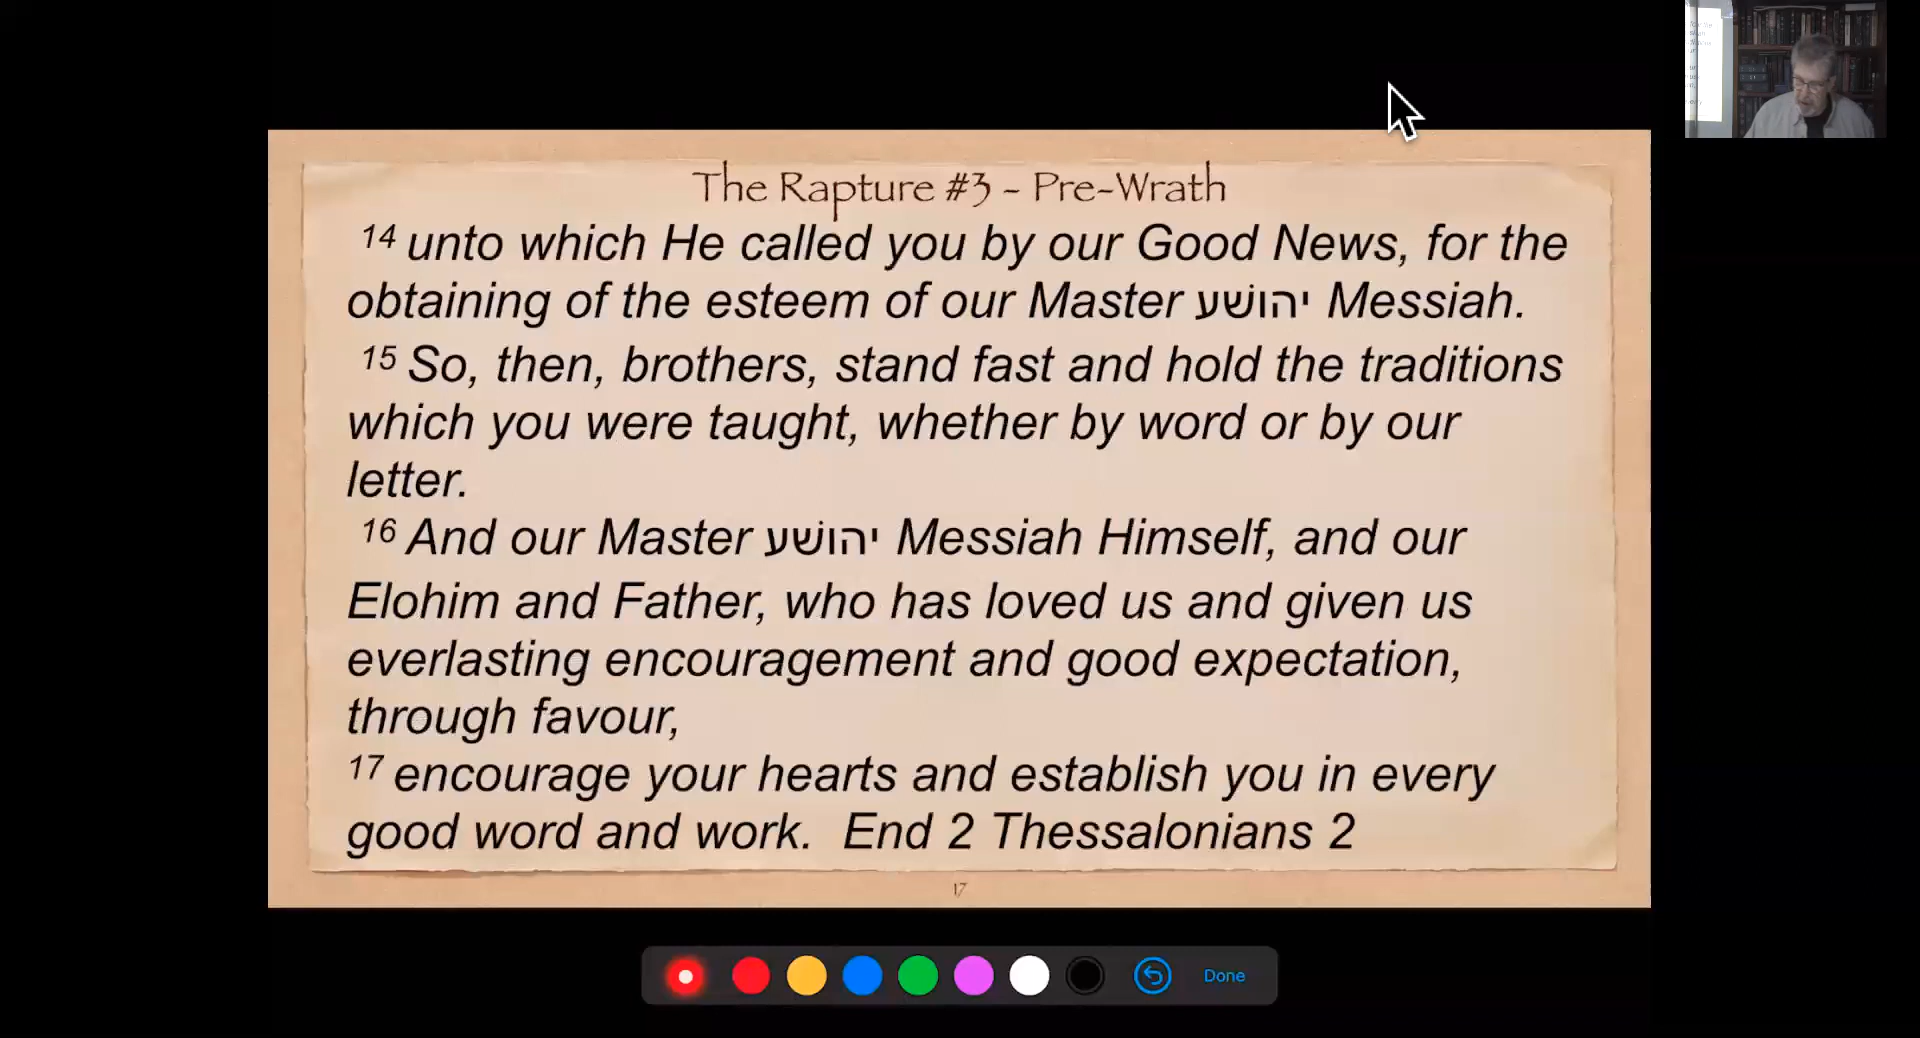 The Rapture #3 - Pre-Wrath
14 unto which He called you by our Good News, for the
obtaining of the esteem of our Master יהושׁע Messiah.
15 So, then, brothers, stand fast and hold the traditions
which you were taught, whether by word or by our
letter.
16 And our Master יהושׁע Messiah Himself, and our
Elohim and Father, who has loved us and given us
everlasting encouragement and good expectation,
through favour,
17 encourage your hearts and establish you in every
good word and work.  End 2 Thessalonians 2
17
Done